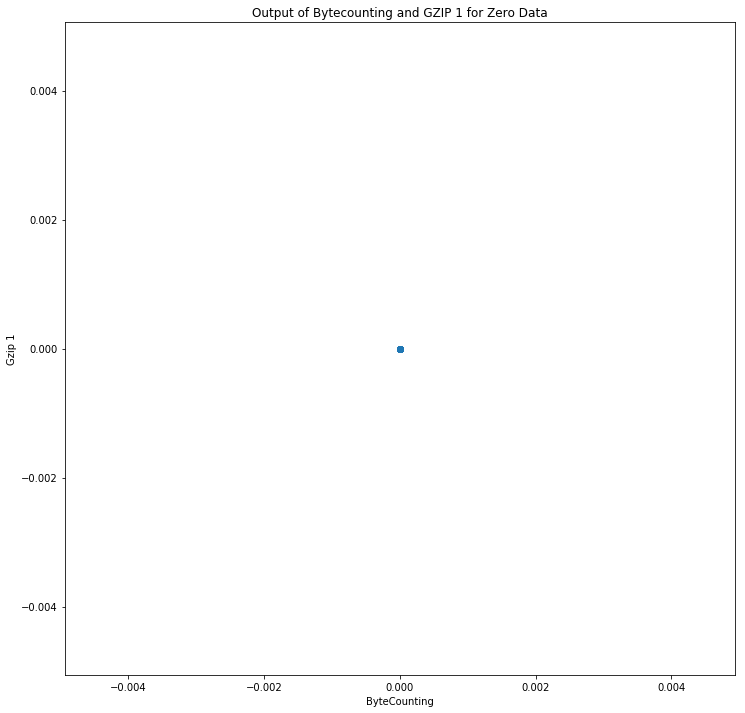 Output of Bytecounting and GZIP 1 for Zero Data
0.004
0.002
0.000
−0.002
−0.004
Gzip 1
−0.004 −0.002 0.000 0.002 0.004
ByteCounting